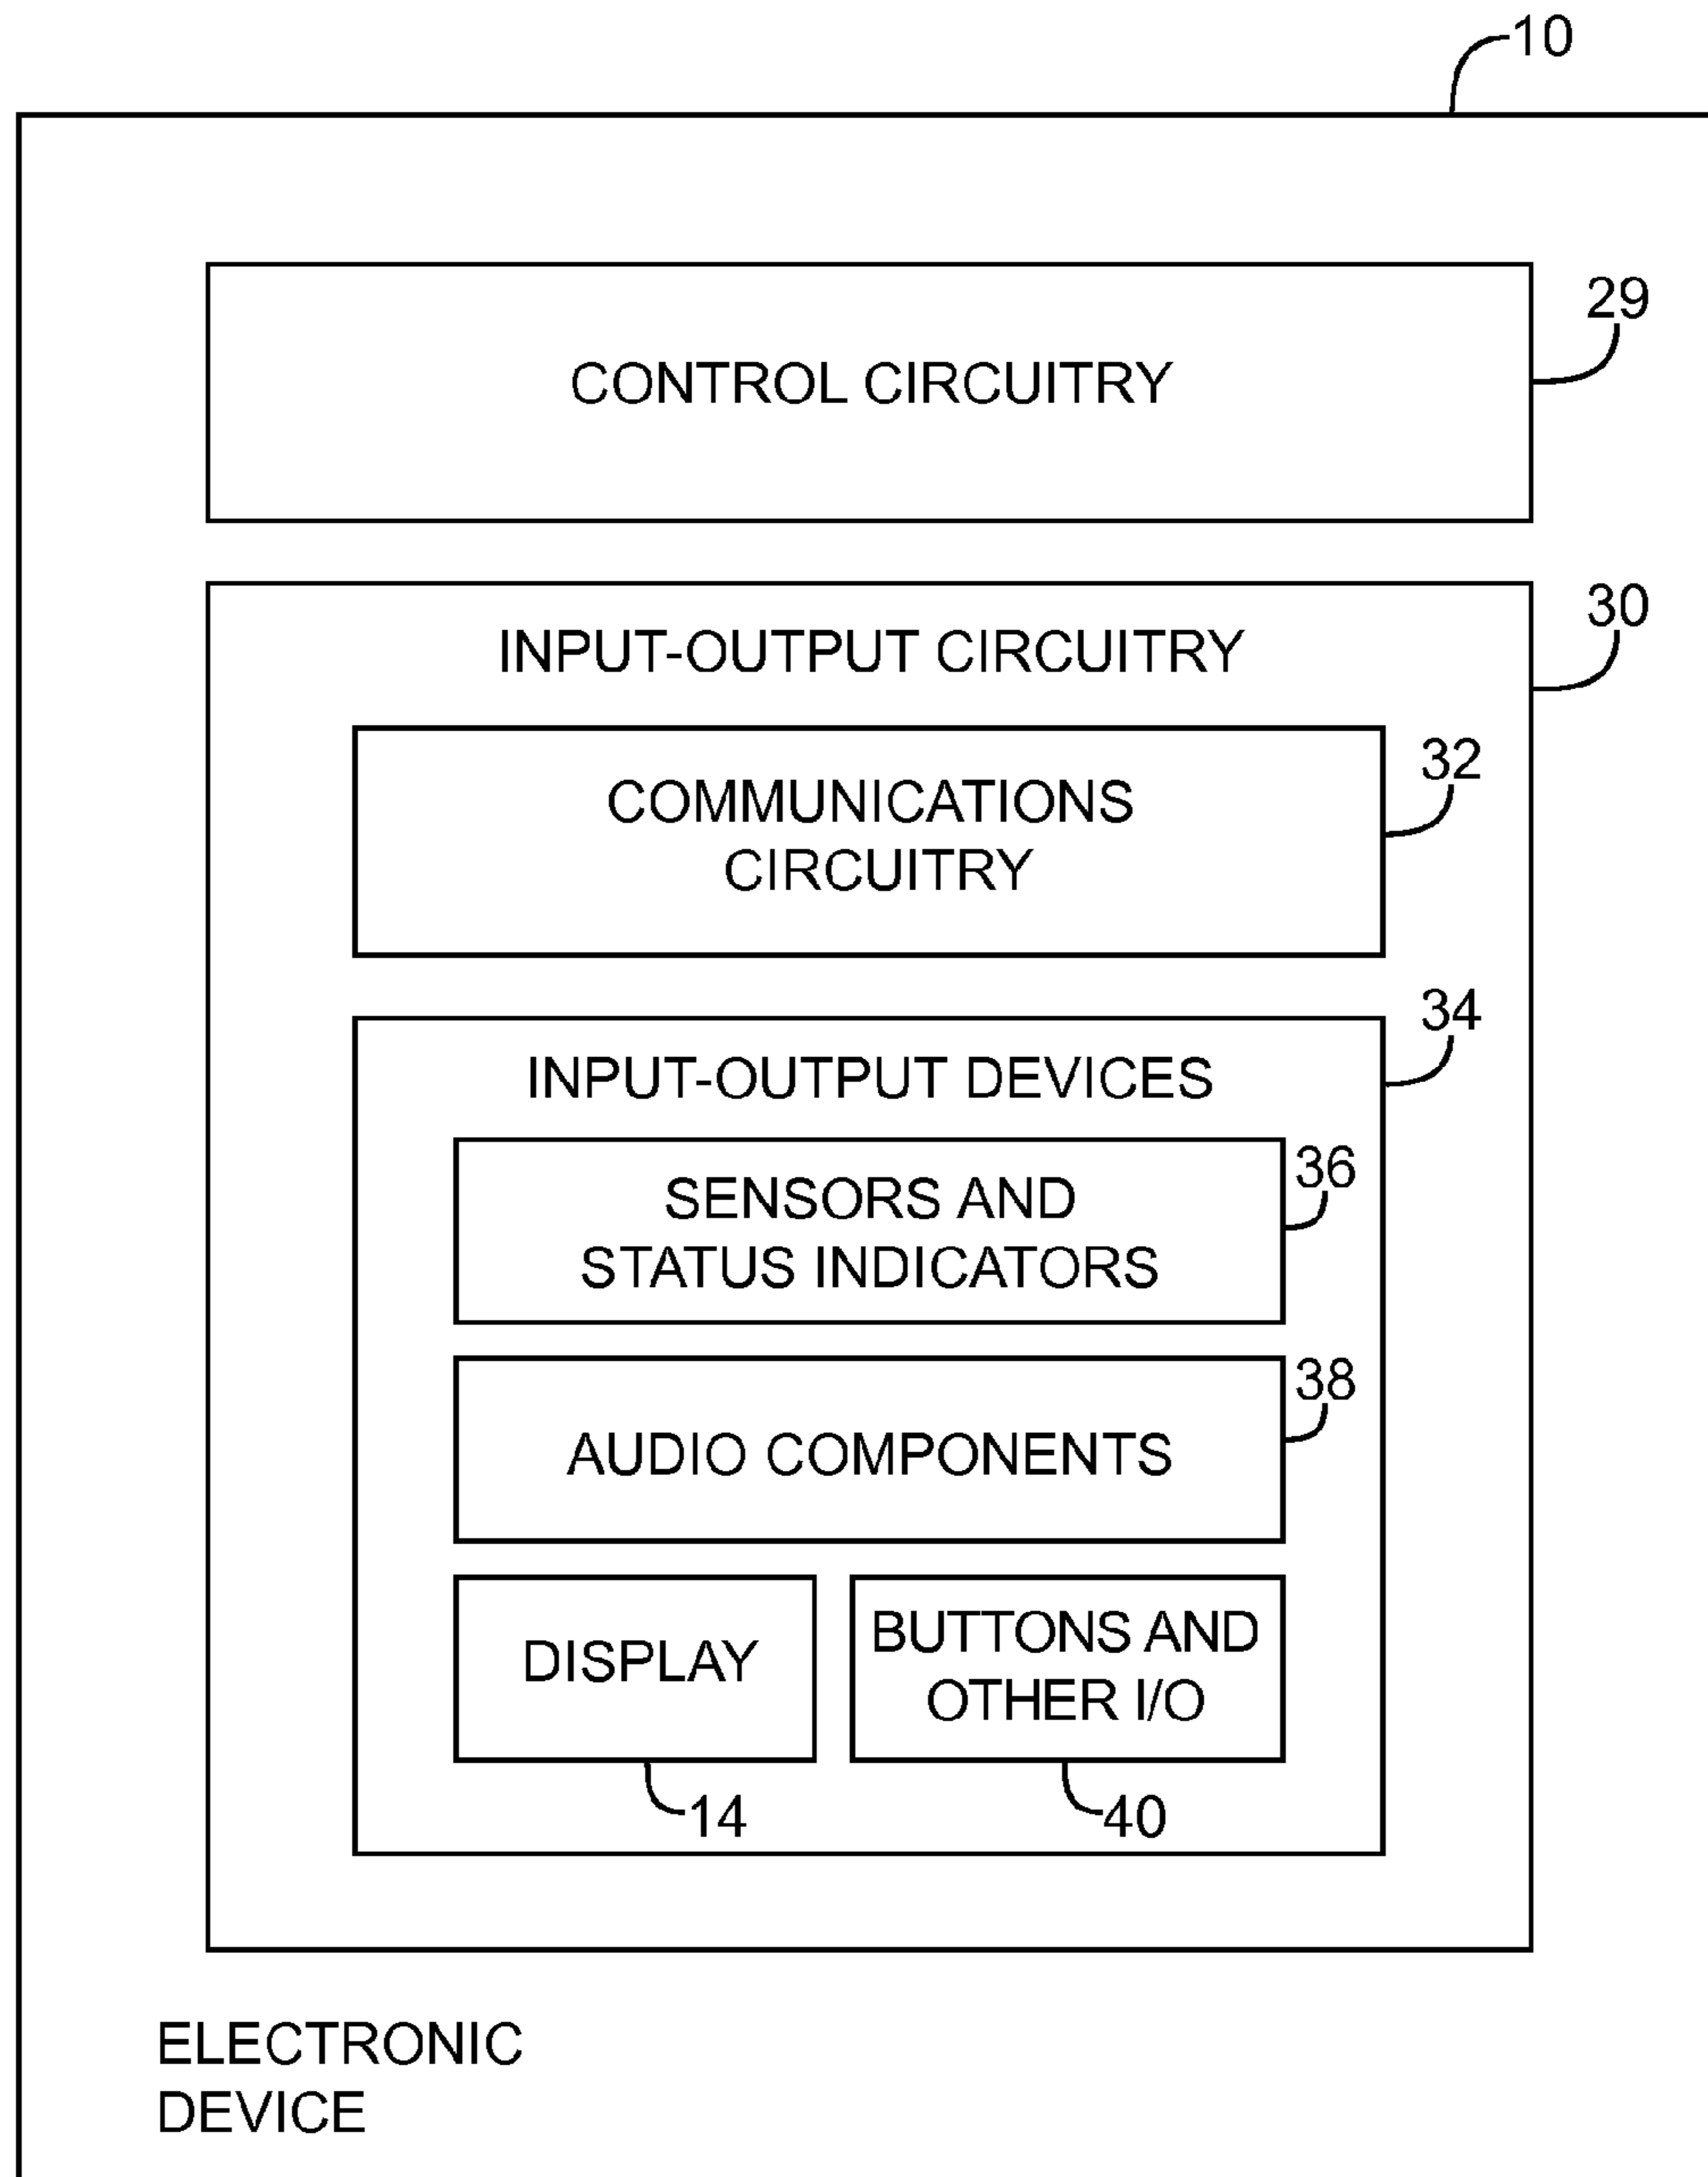 10
CONTROL CIRCUITRY
29
INPUT-OUTPUT CIRCUITRY
30
COMMUNICATIONS
CIRCUITRY
32
INPUT-OUTPUT DEVICES
34
SENSORS AND
STATUS INDICATORS
36
AUDIO COMPONENTS
38
DISPLAY
14
BUTTONS AND
OTHER I/O
40
ELECTRONIC
DEVICE